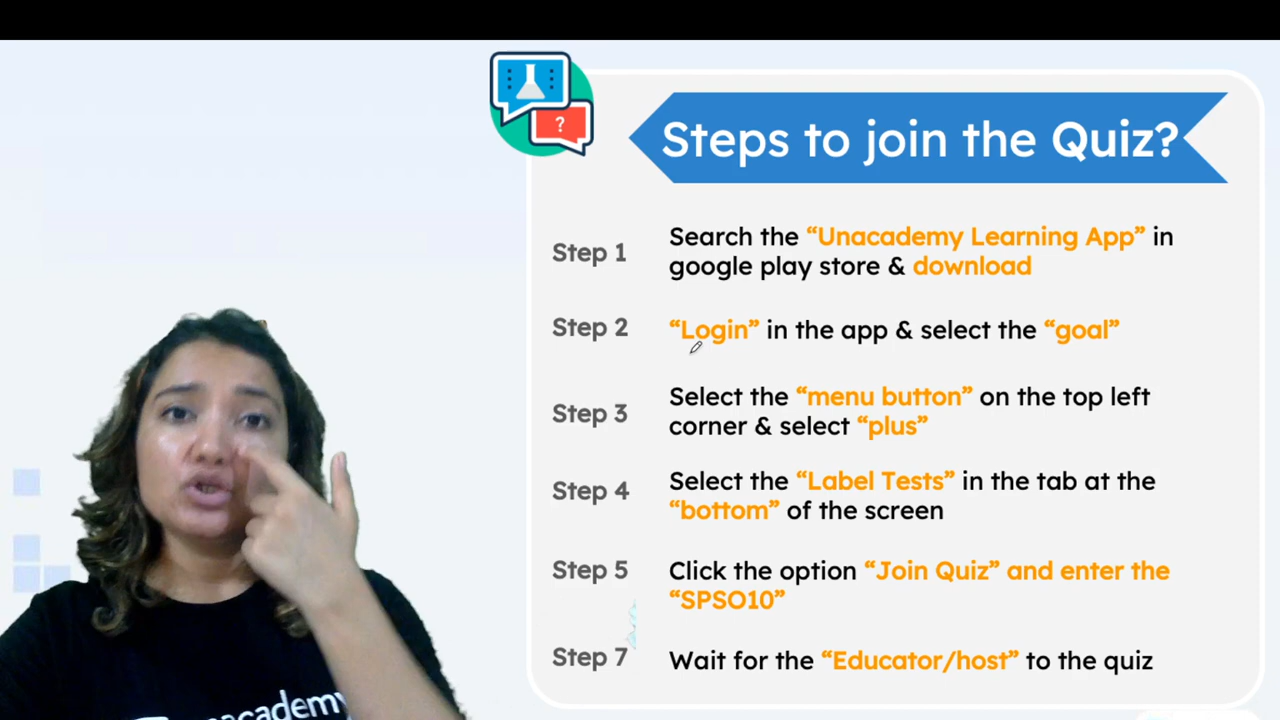 Steps to join the Quiz?
?
Step 1
Search the “Unacademy Learning App” in
google play store & download
Step 2
“Login” in the app & select the “goal”
Step 3
Select the “menu button” on the top left
corner & select “plus”
Step 4
Select the “Label Tests” in the tab at the
“bottom” of the screen
Step 5
Click the option “Join Quiz” and enter the
“SPSO10”
Step 7
Wait for the “Educator/host” to the quiz
unacademy